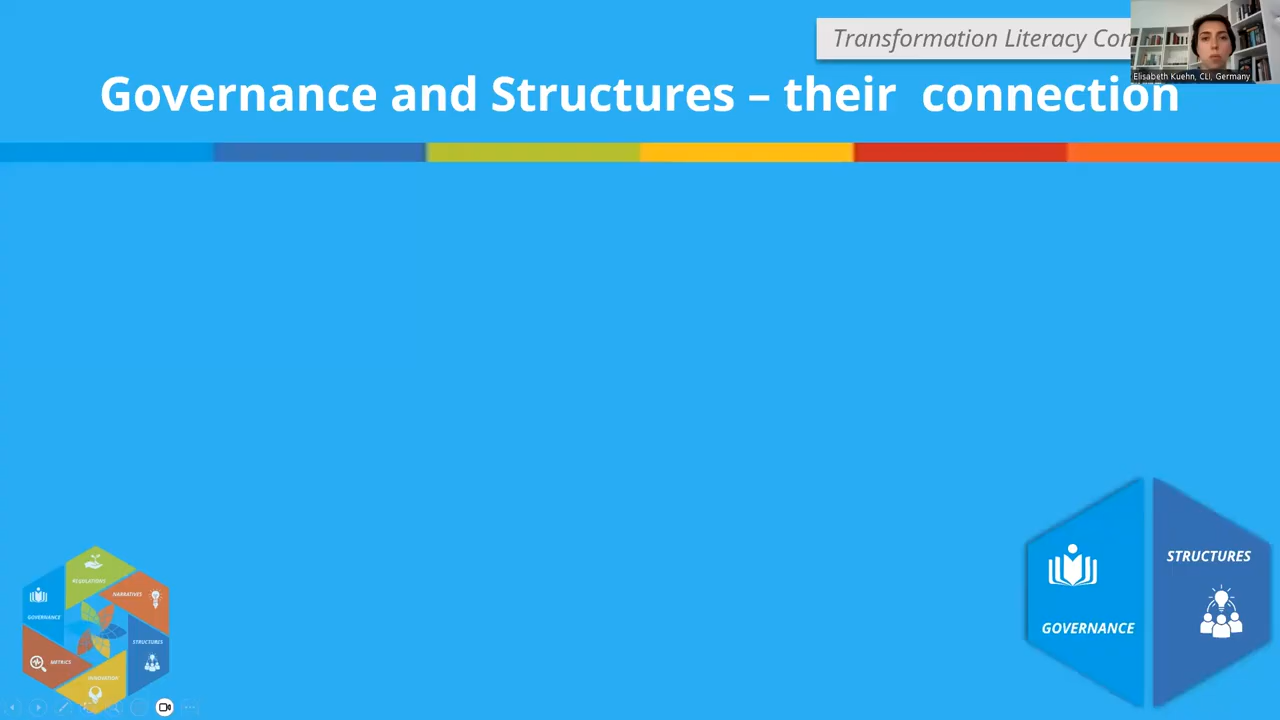 Transformation Literacy Con
Elisabeth Kuehn, CLI, Germany
Governance and Structures – their connection
STRUCTURES
GOVERNANCE
REGULATIONS
NARRATIVES
GOVERNANCE
STRUCTURES
METRICS
INNOVATION